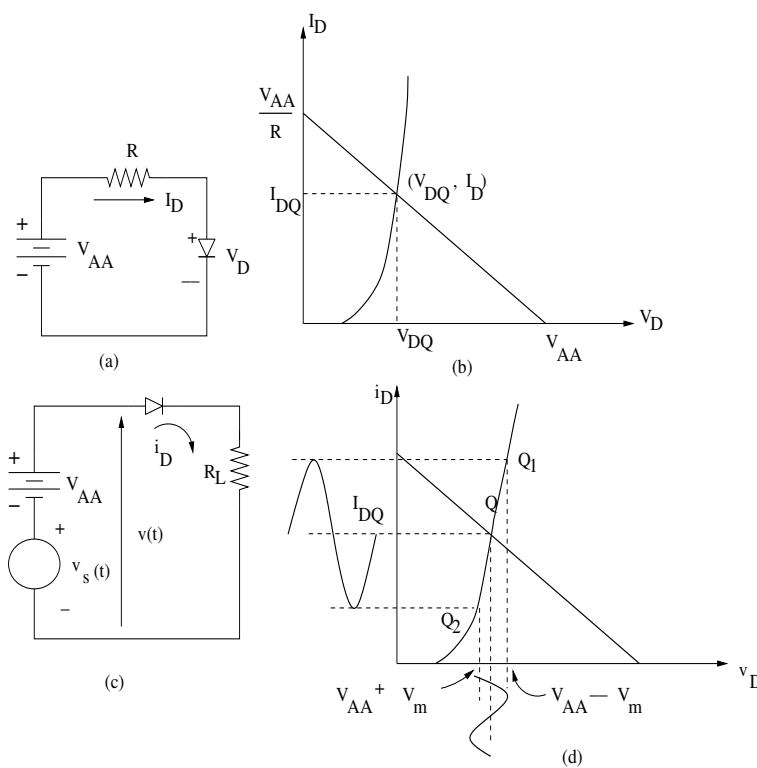 R
I_D
+
V_AA
−
+
V_D
—
(a)
I_D
V_AA
R
I_DQ
(V_DQ , I_D)
V_DQ
V_AA
V_D
(b)
i_D
R_L
+
V_AA
−
+
v_s (t)
−
v(t)
(c)
i_D
Q_1
I_DQ
Q
Q_2
V_AA + V_m
V_AA — V_m
v_D
(d)